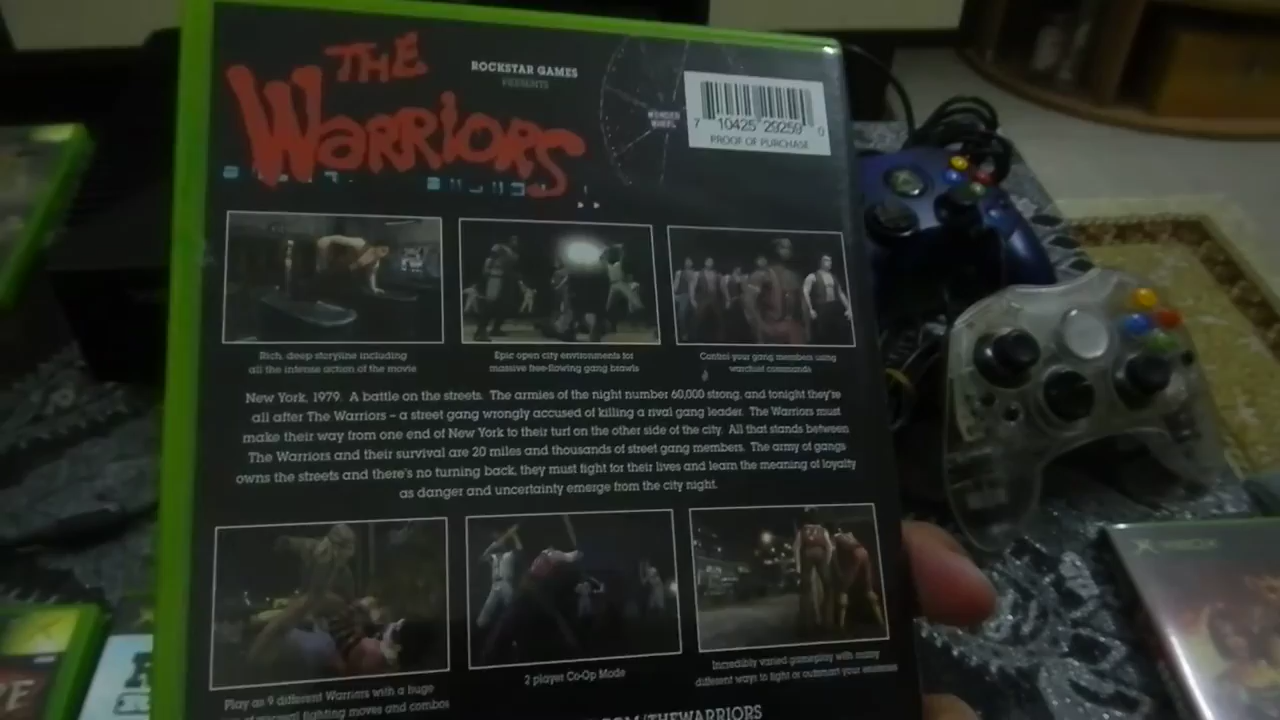 THE
WARRIORS
ROCKSTAR GAMES
PRESENTS
WONDER
WHEEL
7 10425 29259 0
PROOF OF PURCHASE
Rich, deep storyline including
all the intense action of the movie
Epic open city environments for
massive free-flowing gang brawls
Control your gang members using
warchief commands
New York, 1979. A battle on the streets. The armies of the night number 60,000 strong, and tonight they're
all after The Warriors – a street gang wrongly accused of killing a rival gang leader. The Warriors must
make their way from one end of New York to their turf on the other side of the city. All that stands between
The Warriors and their survival are 20 miles and thousands of street gang members. The army of gangs
owns the streets and there's no turning back, they must fight for their lives and learn the meaning of loyalty
as danger and uncertainty emerge from the city night.
Play as 9 different Warriors with a huge
fighting moves and combos
2 player Co-Op Mode
Incredibly varied gameplay with many
different ways to fight or outsmart your enemies
.COM/THEWARRIORS
XBOX